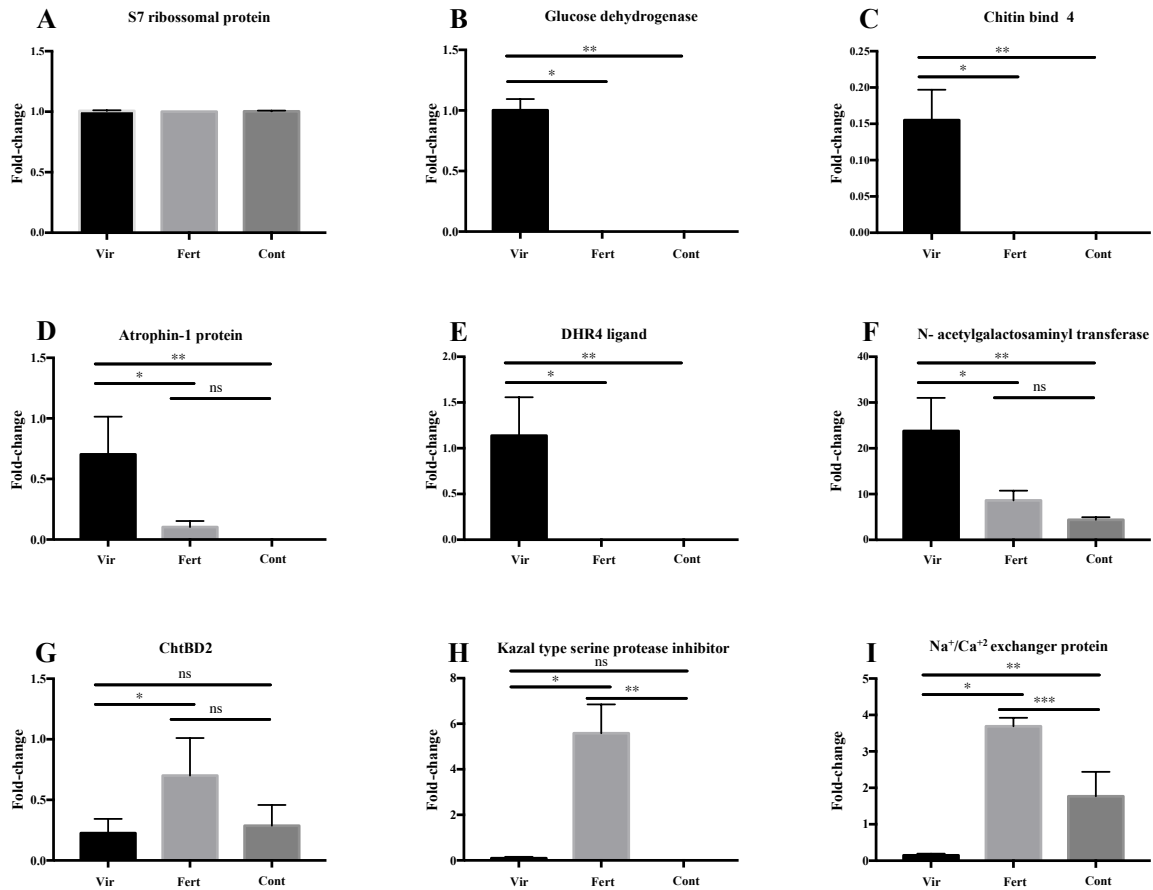 A
S7 ribossomal protein
1.5
**
1.0
Fold-change
0.5
0.0
Vir
Fert
Cont
B
Glucose dehydrogenase
1.5
**
*
1.0
Fold-change
0.5
0.0
Vir
Fert
Cont
C
Chitin bind 4
0.25
**
*
0.20
0.15
Fold-change
0.10
0.05
0.00
Vir
Fert
Cont
D
Atrophin-1 protein
1.5
**
*
ns
1.0
Fold-change
0.5
0.0
Vir
Fert
Cont
E
DHR4 ligand
2.0
**
*
1.5
Fold-change
1.0
0.5
0.0
Vir
Fert
Cont
F
N- acetylgalactosaminyl transferase
40
**
*
ns
30
Fold-change
20
10
0
Vir
Fert
Cont
G
ChtBD2
1.5
ns
*
ns
1.0
Fold-change
0.5
0.0
Vir
Fert
Cont
H
Kazal type serine protease inhibitor
8
ns
*
**
6
Fold-change
4
2
0
Vir
Fert
Cont
I
Na⁺/Ca⁺² exchanger protein
5
**
*
***
4
Fold-change
3
2
1
0
Vir
Fert
Cont